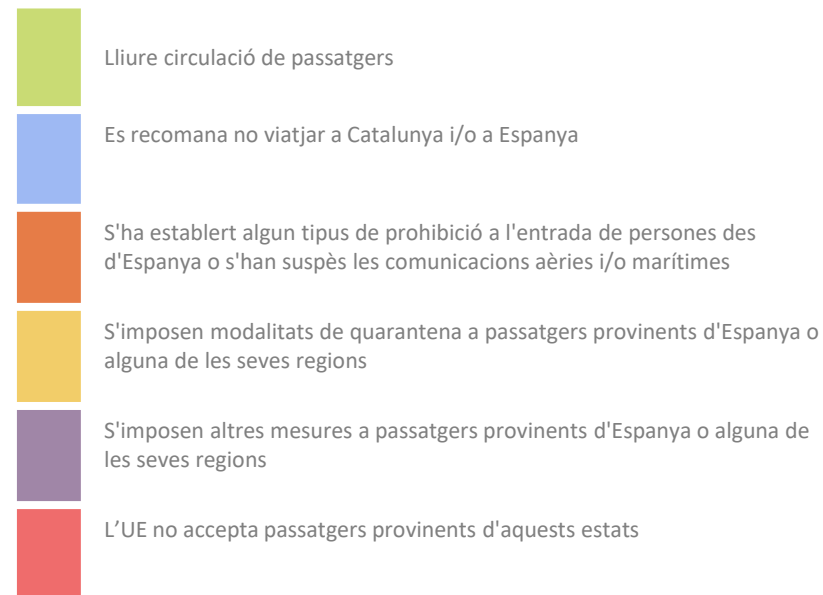 Lliure circulació de passatgers
Es recomana no viatjar a Catalunya i/o a Espanya
S'ha establert algun tipus de prohibició a l'entrada de persones des
d'Espanya o s'han suspès les comunicacions aèries i/o marítimes
S'imposen modalitats de quarantena a passatgers provinents d'Espanya o
alguna de les seves regions
S'imposen altres mesures a passatgers provinents d'Espanya o alguna de
les seves regions
L’UE no accepta passatgers provinents d'aquests estats